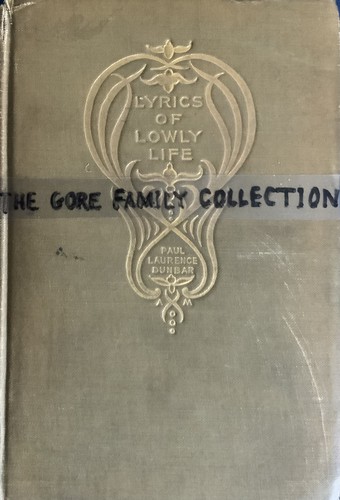 LYRICS
OF
LOWLY
LIFE
THE GORE FAMILY COLLECTION
PAUL
LAURENCE
DUNBAR
A M